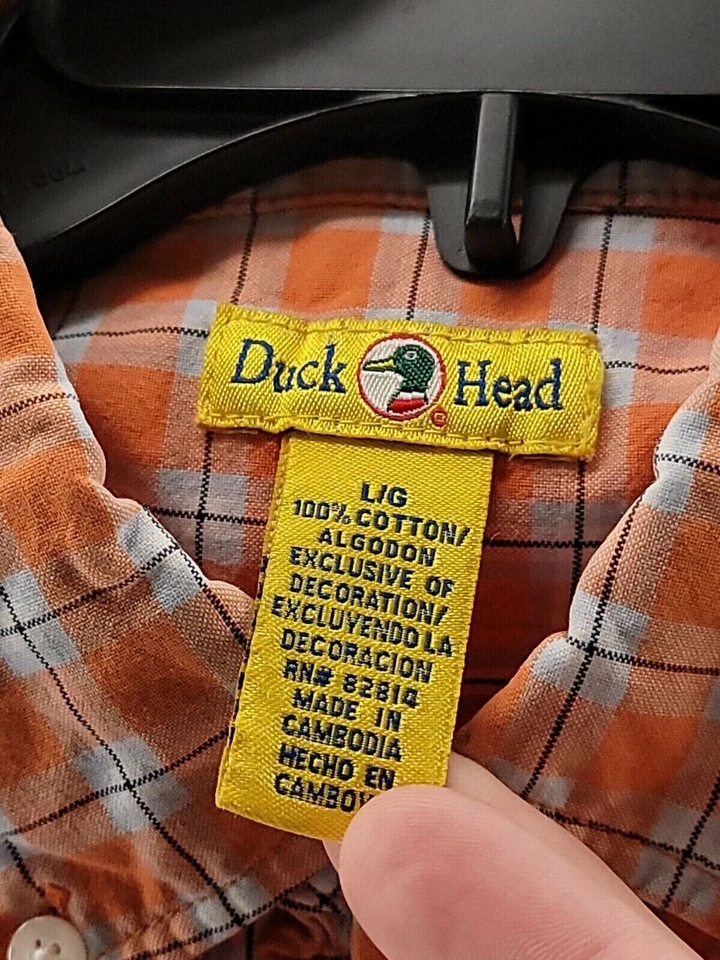 Duck Head
L/G
100% COTTON/
ALGODON
EXCLUSIVE OF
DECORATION/
EXCLUYENDO LA
DECORACION
RN# 82814
MADE IN
CAMBODIA
HECHO EN